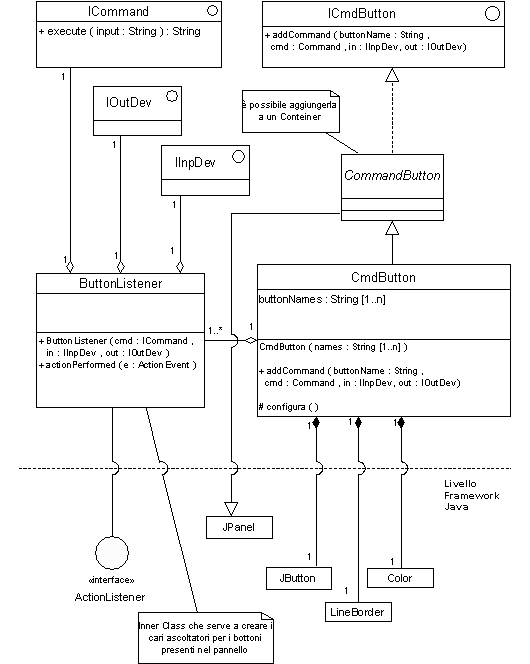 ICommand
+ execute ( input : String ) : String
ICmdButton
+ addCommand ( buttonName : String ,
cmd : Command , in : IInpDev, out : IOutDev)
IOutDev
IInpDev
è possibile aggiungerla
a un Conteiner
CommandButton
1
1
1
1
1
1
ButtonListener
+ ButtonListener ( cmd : ICommand ,
in : IInpDev , out : IOutDev )
+ actionPerformed ( e : ActionEvent )
1..*
1
CmdButton
buttonNames : String [1..n]
CmdButton ( names : String [1..n] )
+ addCommand ( buttonName : String ,
cmd : Command , in : IInpDev, out : IOutDev)
# configura ( )
1
1
1
Livello
Framework
Java
JPanel
1
1
1
JButton
LineBorder
Color
«interface»
ActionListener
Inner Class che serve a creare i
cari ascoltatori per i bottoni
presenti nel pannello